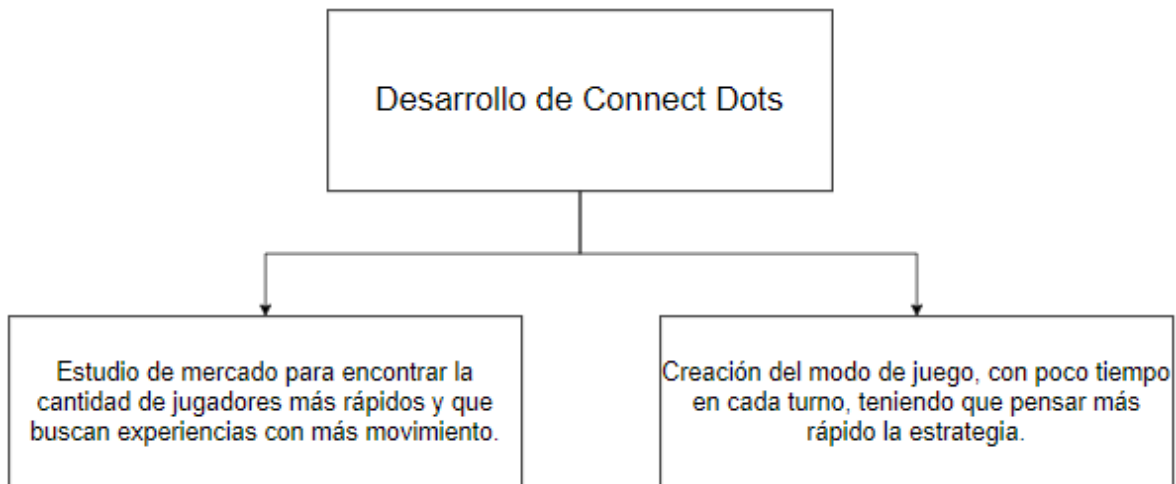 Desarrollo de Connect Dots
Estudio de mercado para encontrar la
cantidad de jugadores más rápidos y que
buscan experiencias con más movimiento.
Creación del modo de juego, con poco tiempo
en cada turno, teniendo que pensar más
rápido la estrategia.